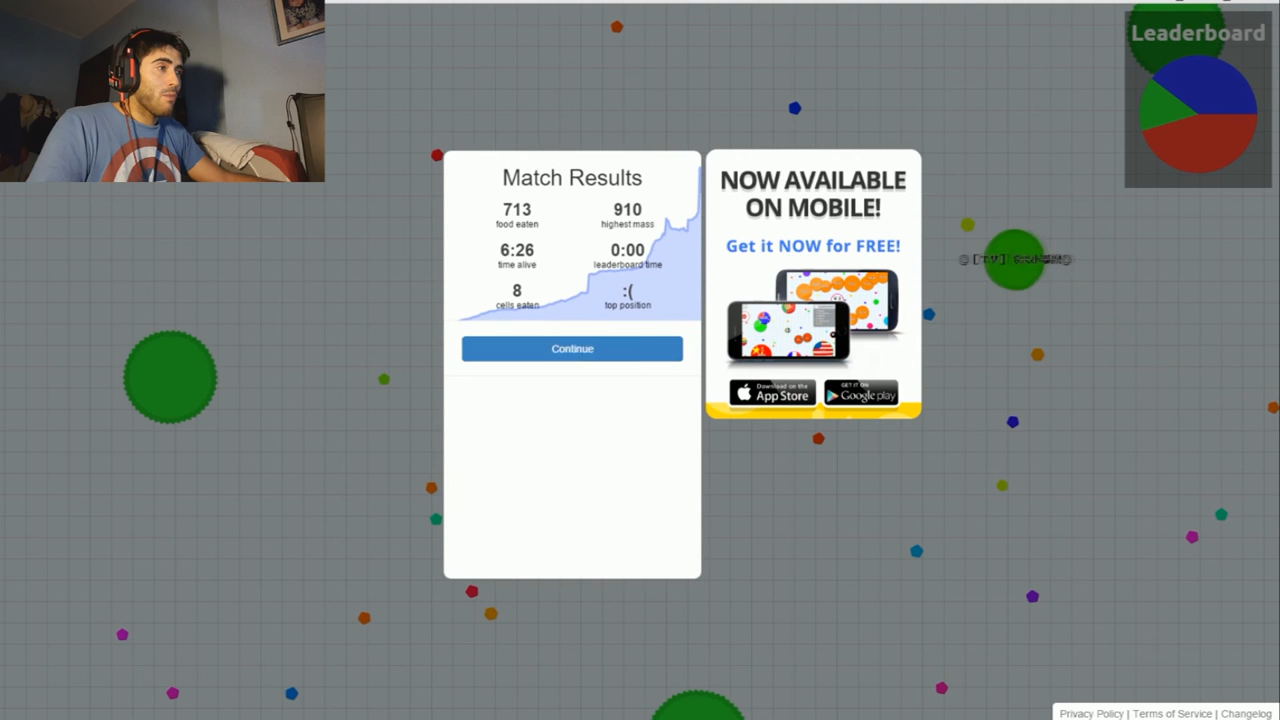 Leaderboard
Match Results
713
food eaten
910
highest mass
6:26
time alive
0:00
leaderboard time
8
cells eaten
:(
top position
Continue
NOW AVAILABLE
ON MOBILE!
Get it NOW for FREE!
Download on the
App Store
GET IT ON
Google play
Privacy Policy | Terms of Service | Changelog